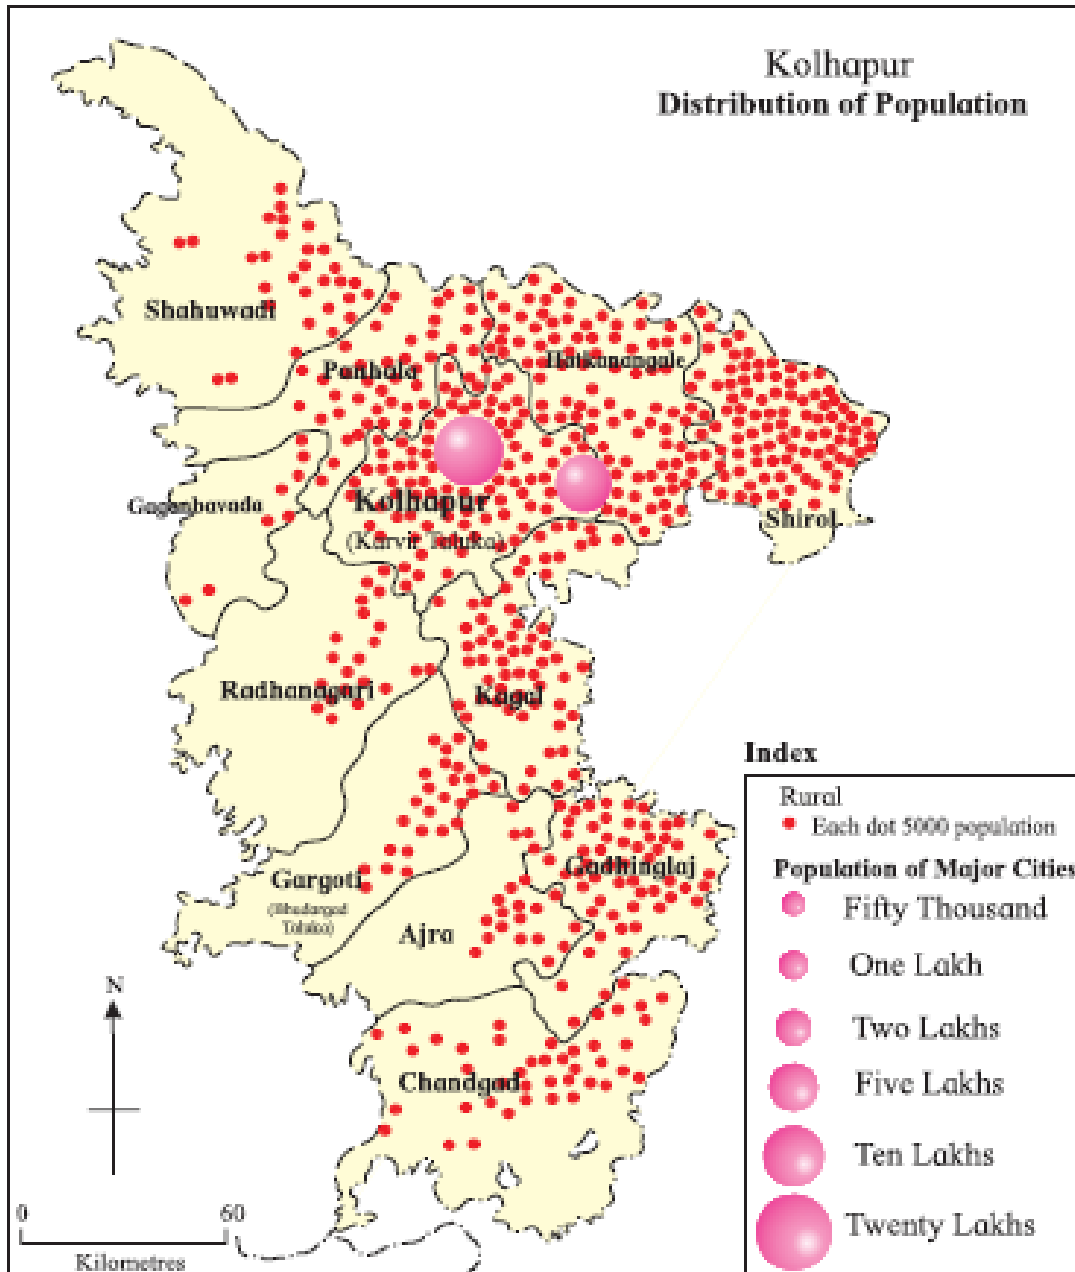 Kolhapur
Distribution of Population
Shahuwadi
Panhala
Hatkanangale
Gaganbavada
Kolhapur
(Karvir Taluka)
Shirol
Radhanagari
Kagal
Index
Rural
Each dot 5000 population
Population of Major Cities
Fifty Thousand
One Lakh
Two Lakhs
Five Lakhs
Ten Lakhs
Twenty Lakhs
Gargoti
(Bhudargad
Taluka)
Gadhinglaj
Ajra
Chandgad
N
0 60
Kilometres